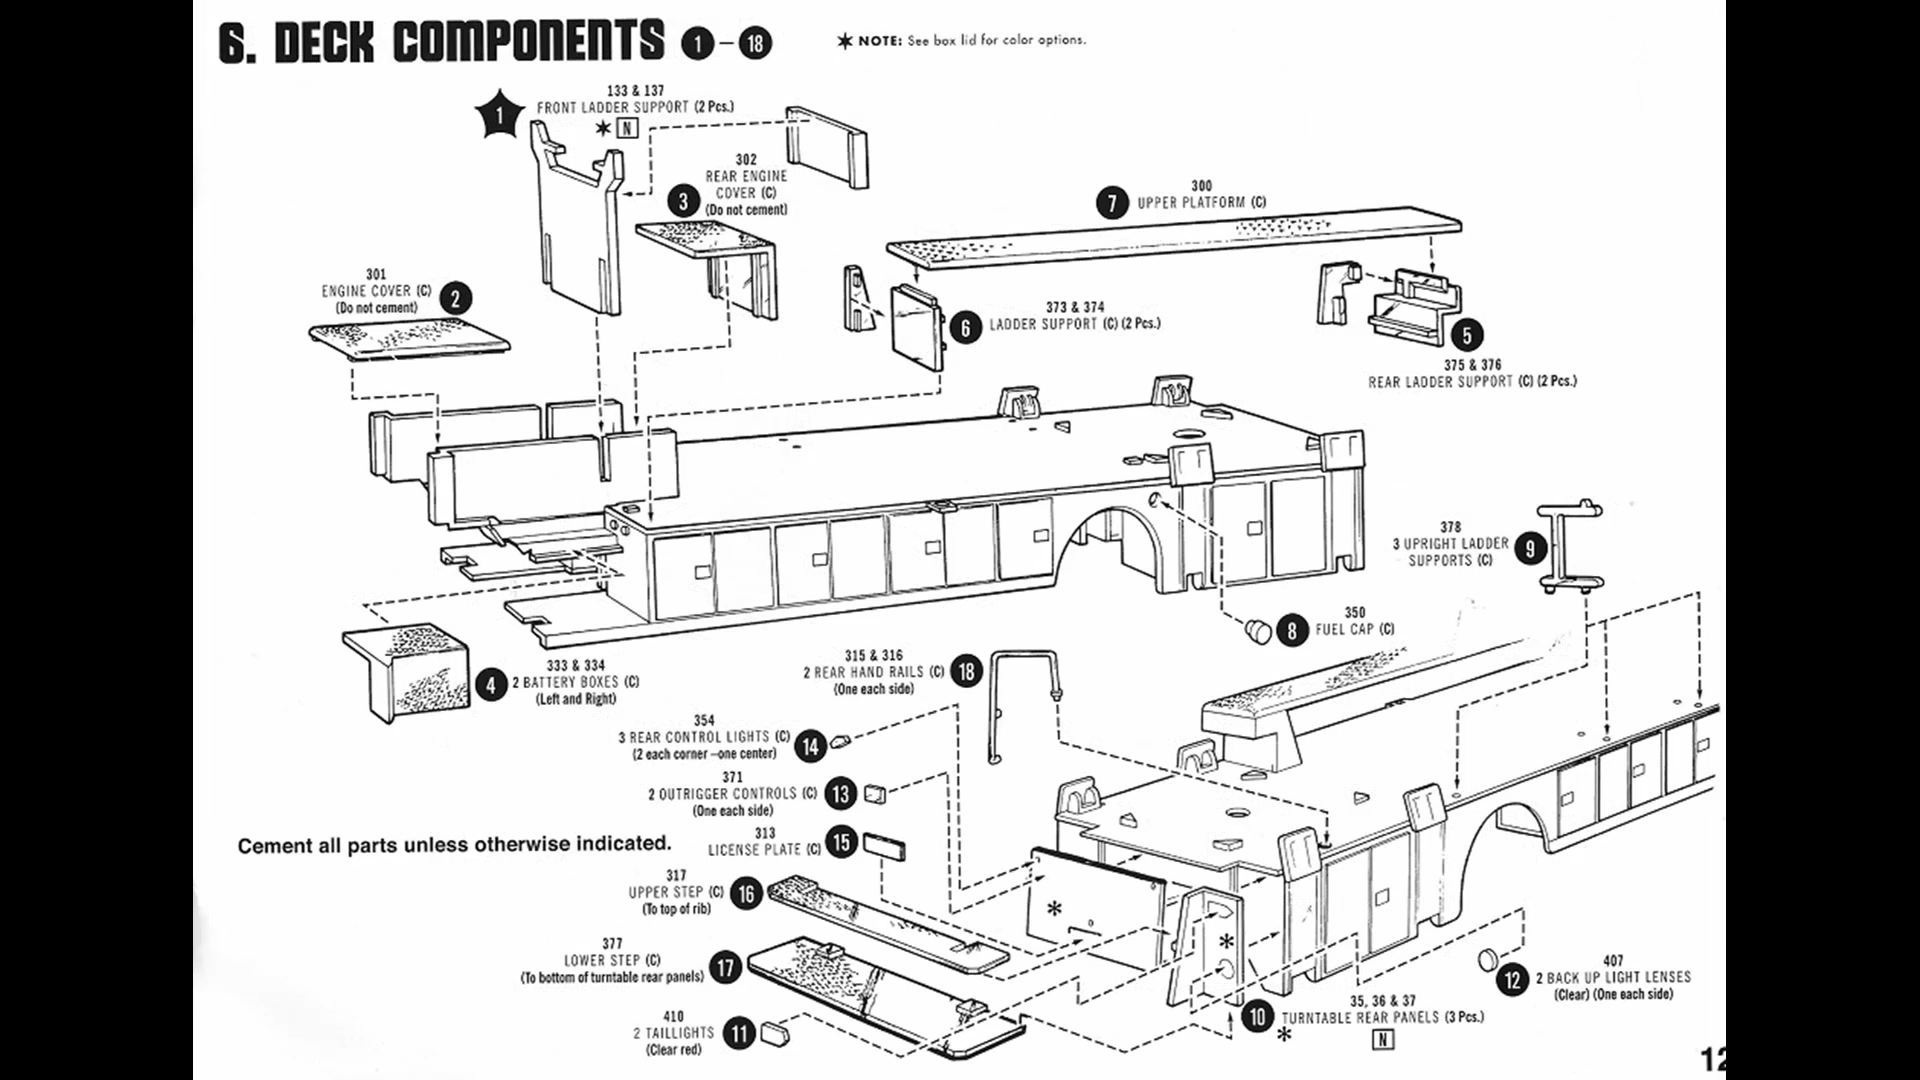 6. DECK COMPONENTS 1 – 18
✶ NOTE: See box lid for color options.
1
133 & 137
FRONT LADDER SUPPORT (2 Pcs.)
✶ N
302
REAR ENGINE
COVER (C)
(Do not cement)
3
300
UPPER PLATFORM (C)
7
301
ENGINE COVER (C)
(Do not cement)
2
373 & 374
LADDER SUPPORT (C) (2 Pcs.)
6
5
375 & 376
REAR LADDER SUPPORT (C) (2 Pcs.)
378
3 UPRIGHT LADDER
SUPPORTS (C)
9
350
FUEL CAP (C)
8
333 & 334
2 BATTERY BOXES (C)
(Left and Right)
4
315 & 316
2 REAR HAND RAILS (C)
(One each side)
18
354
3 REAR CONTROL LIGHTS (C)
(2 each corner –one center)
14
371
2 OUTRIGGER CONTROLS (C)
(One each side)
13
313
LICENSE PLATE (C)
15
Cement all parts unless otherwise indicated.
317
UPPER STEP (C)
(To top of rib)
16
377
LOWER STEP (C)
(To bottom of turntable rear panels)
17
410
2 TAILLIGHTS
(Clear red)
11
*
*
407
2 BACK UP LIGHT LENSES
(Clear) (One each side)
12
35, 36 & 37
TURNTABLE REAR PANELS (3 Pcs.)
10
* N
12